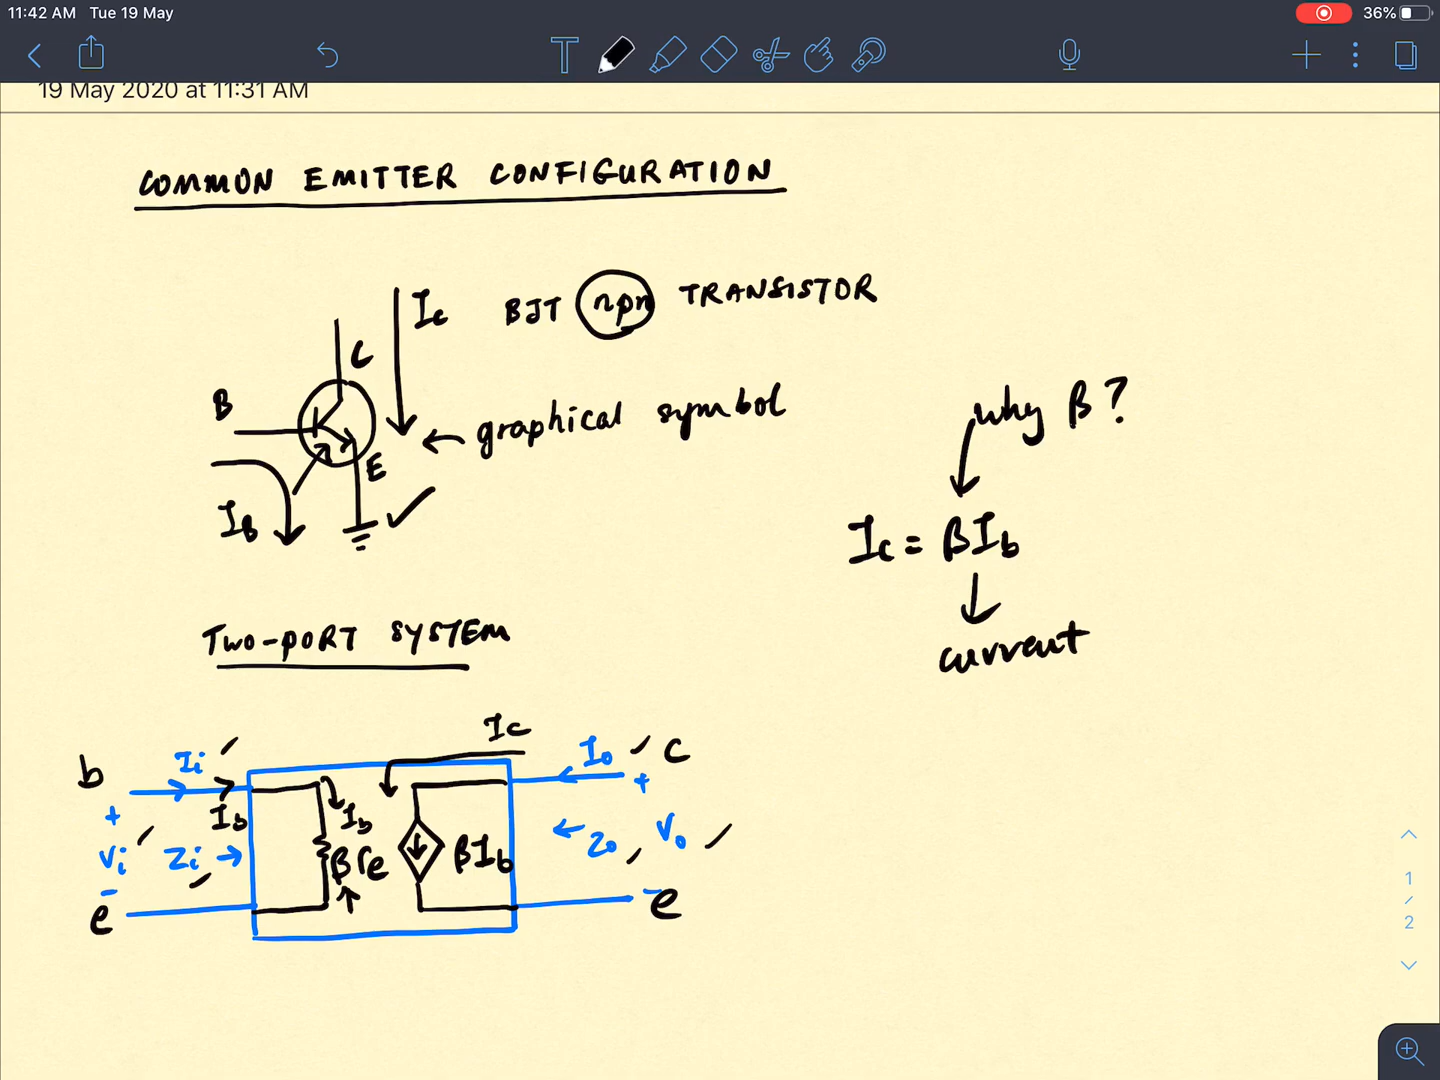 11:42 AM Tue 19 May
36%
T
19 May 2020 at 11:31 AM
COMMON EMITTER CONFIGURATION
Ic BJT npn TRANSISTOR
C
B
← graphical symbol
why β?
E
IB
Ic = βIb
current
TWO-PORT SYSTEM
Ic
b Ii Io C
+ Ib Ib +
Vi Zi → βre βIb ← Zo Vo
- -
e e
1
2